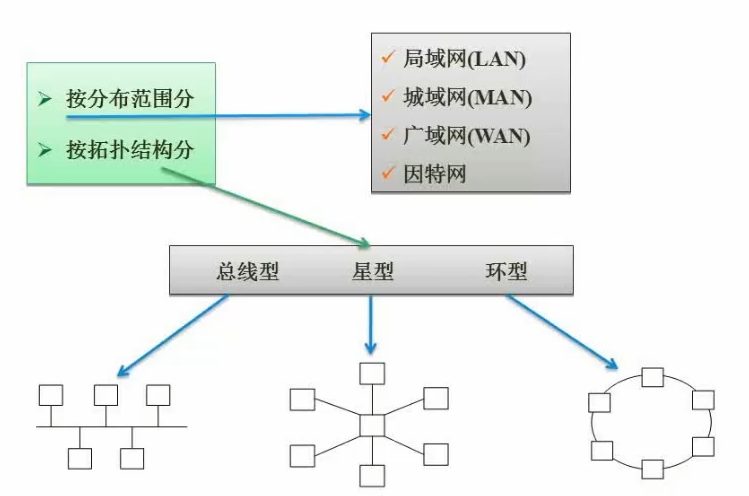 按分布范围分
按拓扑结构分
局域网(LAN)
城域网(MAN)
广域网(WAN)
因特网
总线型 星型 环型